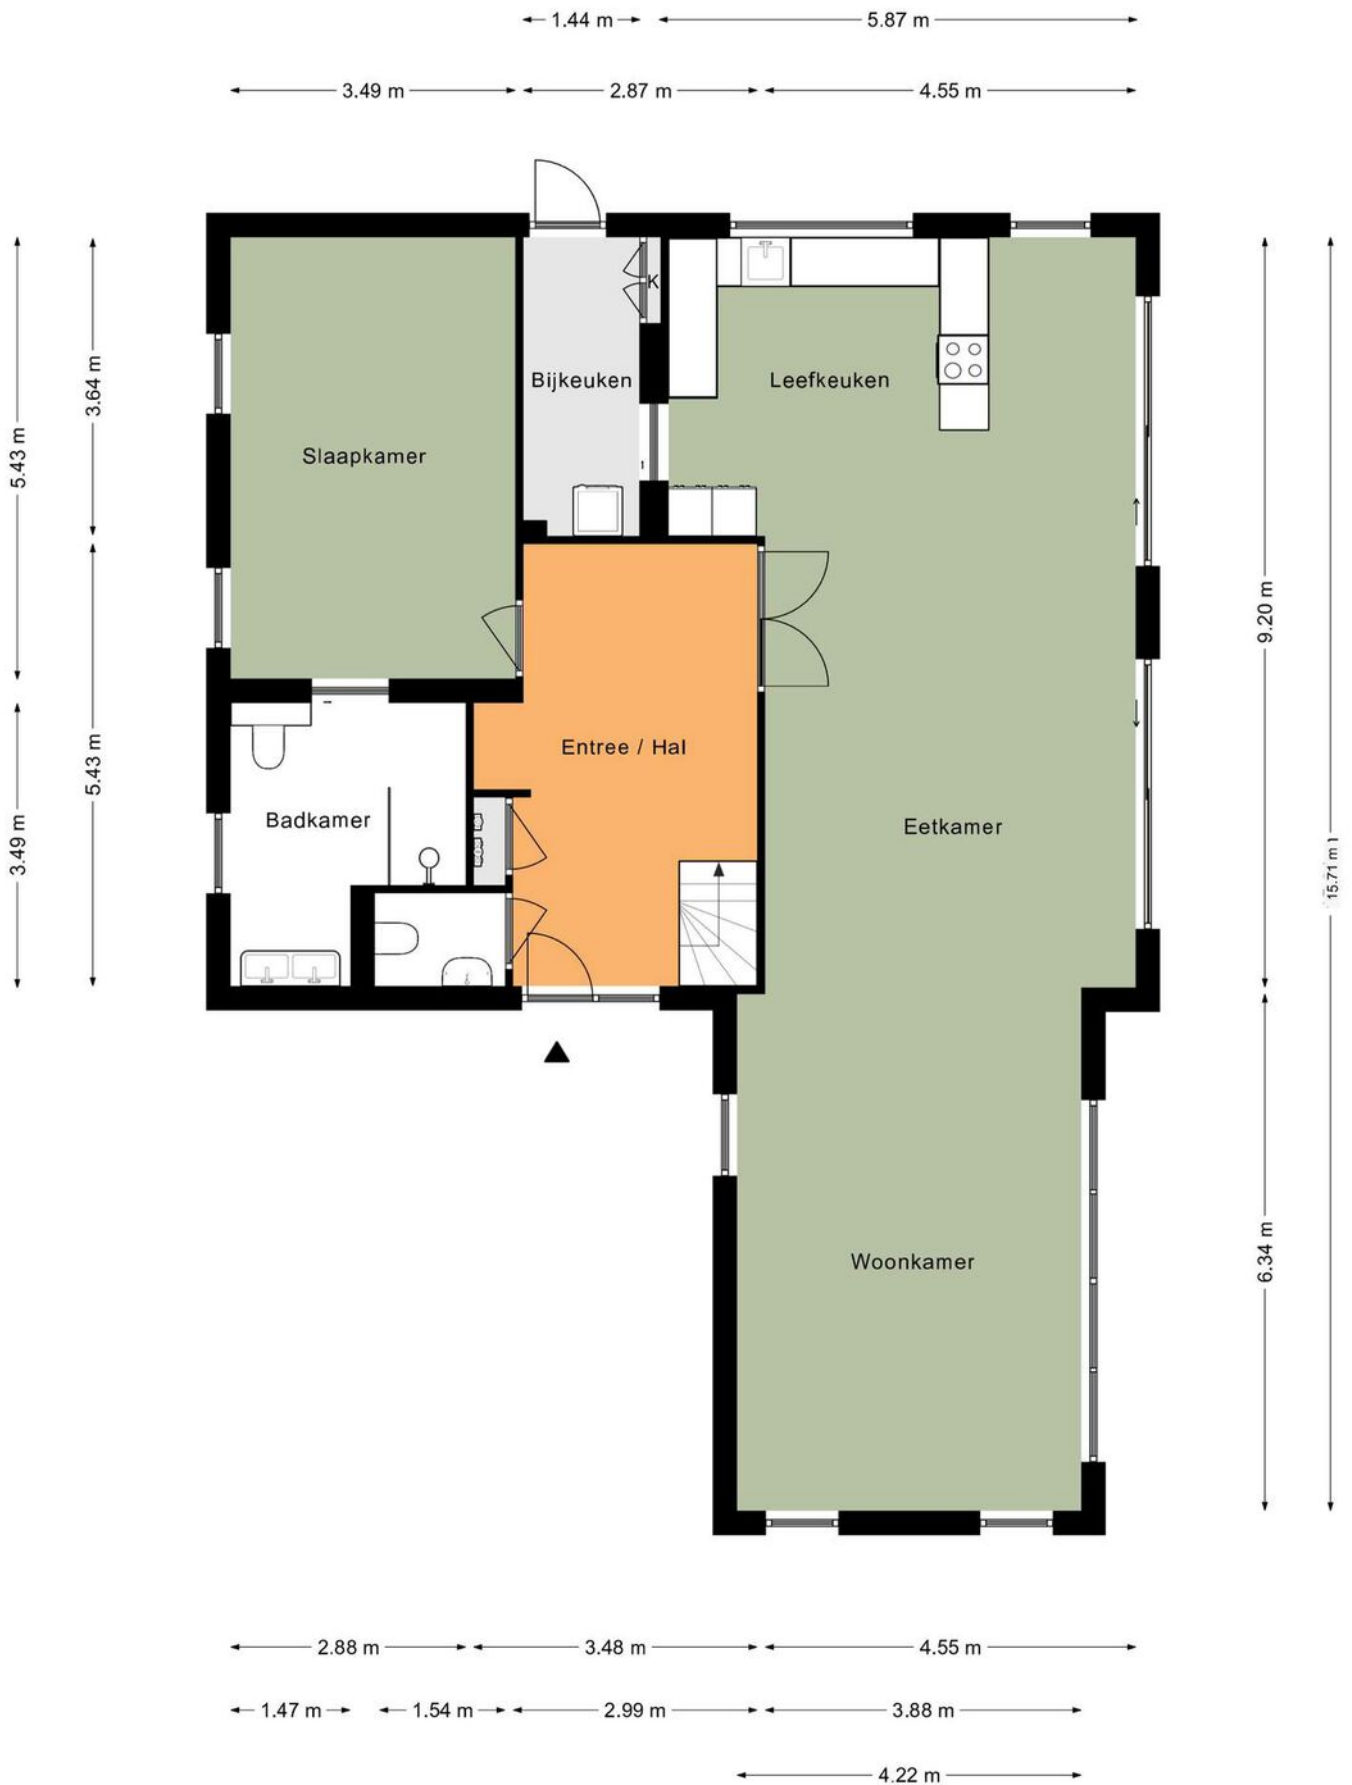 1.44 m
5.87 m
3.49 m
2.87 m
4.55 m
K
Bijkeuken
Leefkeuken
3.64 m
5.43 m
Slaapkamer
9.20 m
Entree / Hal
5.43 m
Badkamer
Eetkamer
3.49 m
15.71 m
6.34 m
Woonkamer
2.88 m
3.48 m
4.55 m
1.47 m
1.54 m
2.99 m
3.88 m
4.22 m